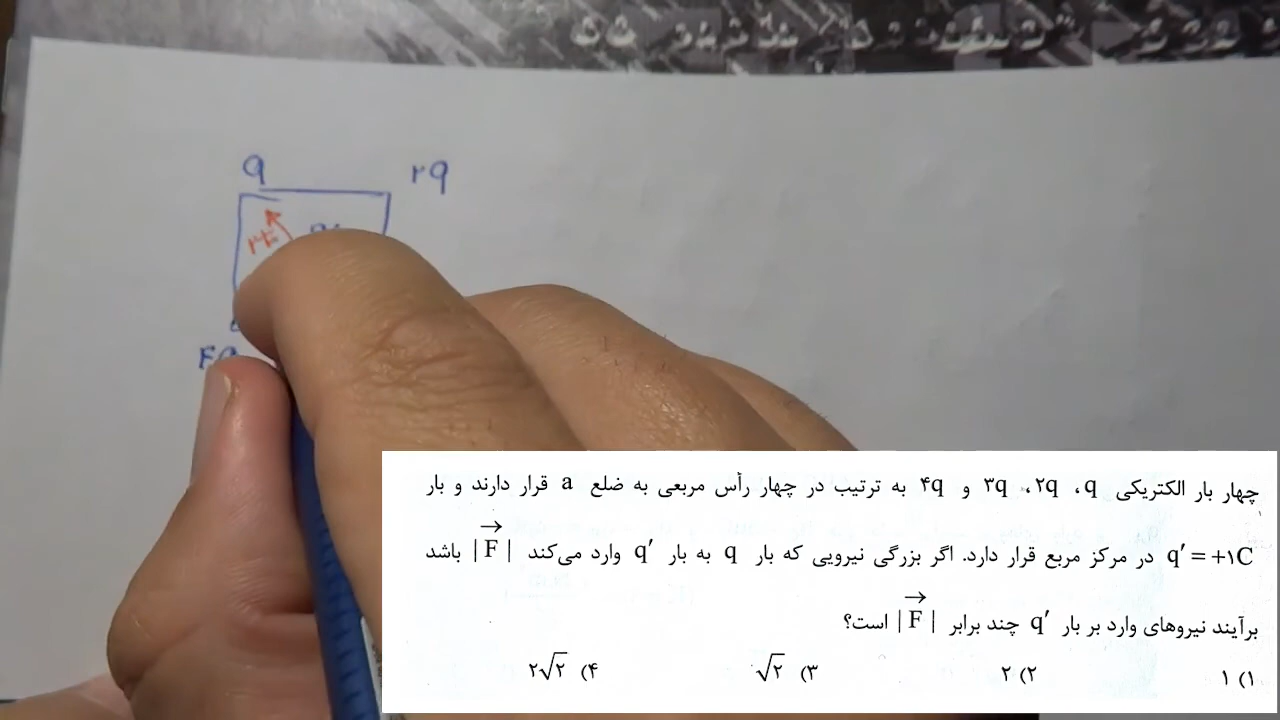 q
۲q
۳F
q'
۴q
چهار بار الکتریکی q ، ۲q ، ۳q و ۴q به ترتیب در چهار رأس مربعی به ضلع a قرار دارند و بار
q′ = +۱C در مرکز مربع قرار دارد. اگر بزرگی نیرویی که بار q به بار q′ وارد می‌کند |F⃗| باشد
برآیند نیروهای وارد بر بار q′ چند برابر |F⃗| است؟
۱) ۱ ۲) ۲ ۳) √۲ ۴) ۲√۲